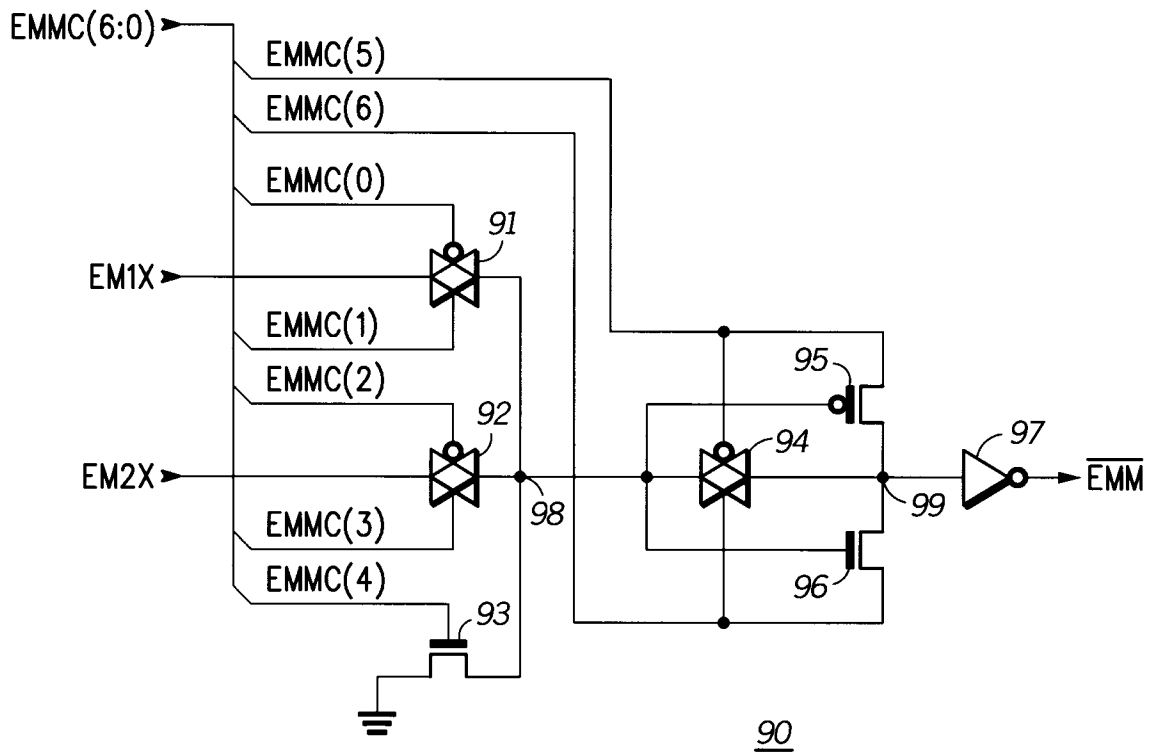 EMMC(6:0)
EMMC(5)
EMMC(6)
EMMC(0)
91
EM1X
EMMC(1)
95
EMMC(2)
92
94
97
EM2X
98
99
EMM
EMMC(3)
96
EMMC(4)
93
90